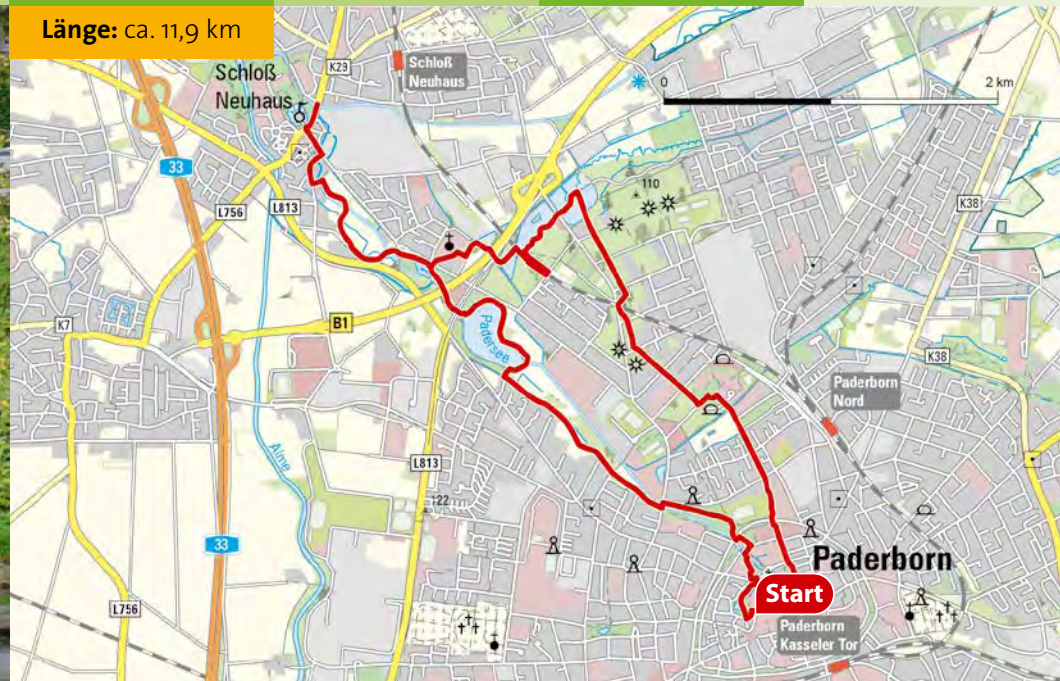 Länge: ca. 11,9 km
K29
Schloß
Neuhaus
Schloß
Neuhaus
0
2 km
33
110
L756
L813
K38
K7
B1
Padersee
K38
Paderborn
Nord
Alme
L813
122
33
Paderborn
Start
L756
Paderborn
Kasseler Tor